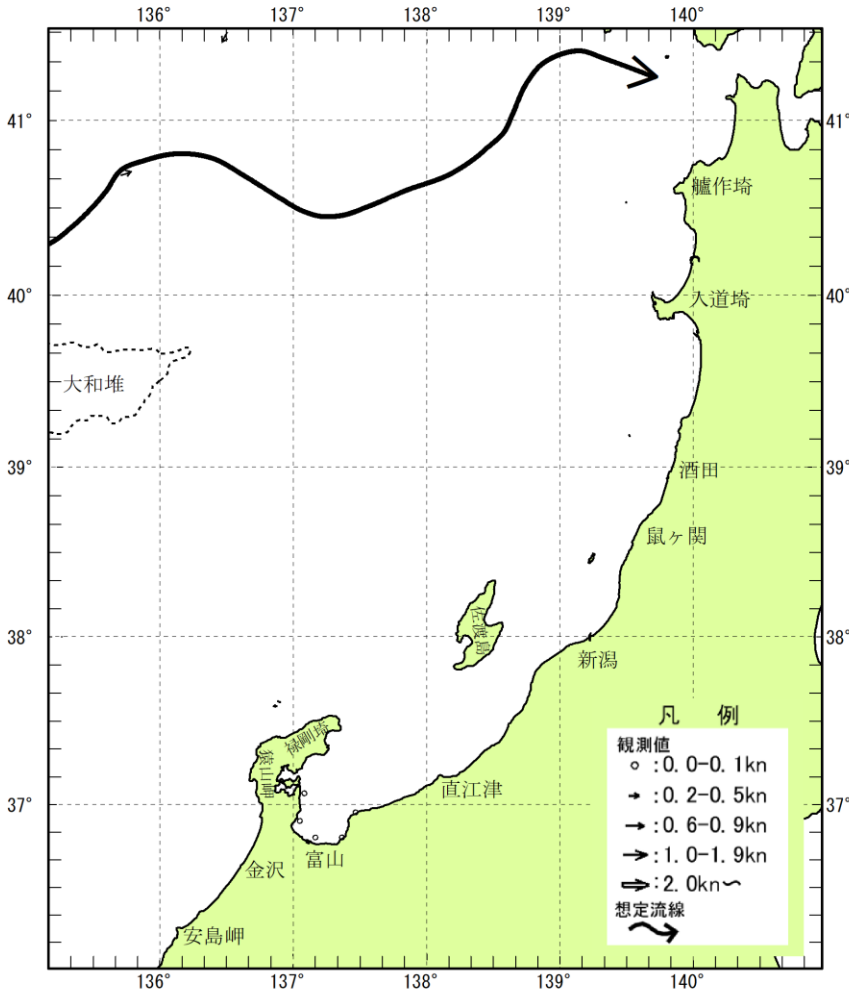 136° 137° 138° 139° 140°
41° 41°
艫作埼
40° 入道埼 40°
大和堆
39° 酒田 39°
鼠ヶ関
佐渡島
38° 38°
新潟
凡 例
禄剛埼
観測値
猿山岬
○ :0.0-0.1kn
:0.2-0.5kn
37° 直江津 37°
:0.6-0.9kn
富山
:1.0-1.9kn
金沢
:2.0kn~
想定流線
安島岬
136° 137° 138° 139° 140°